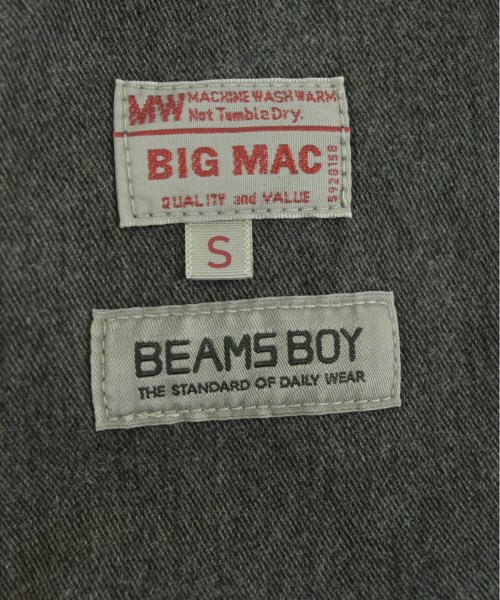 MW MACHINE WASH WARM
Not Tumble Dry.
BIG MAC
5928158
QUALITY and VALUE
S
BEAMS BOY
THE STANDARD OF DAILY WEAR